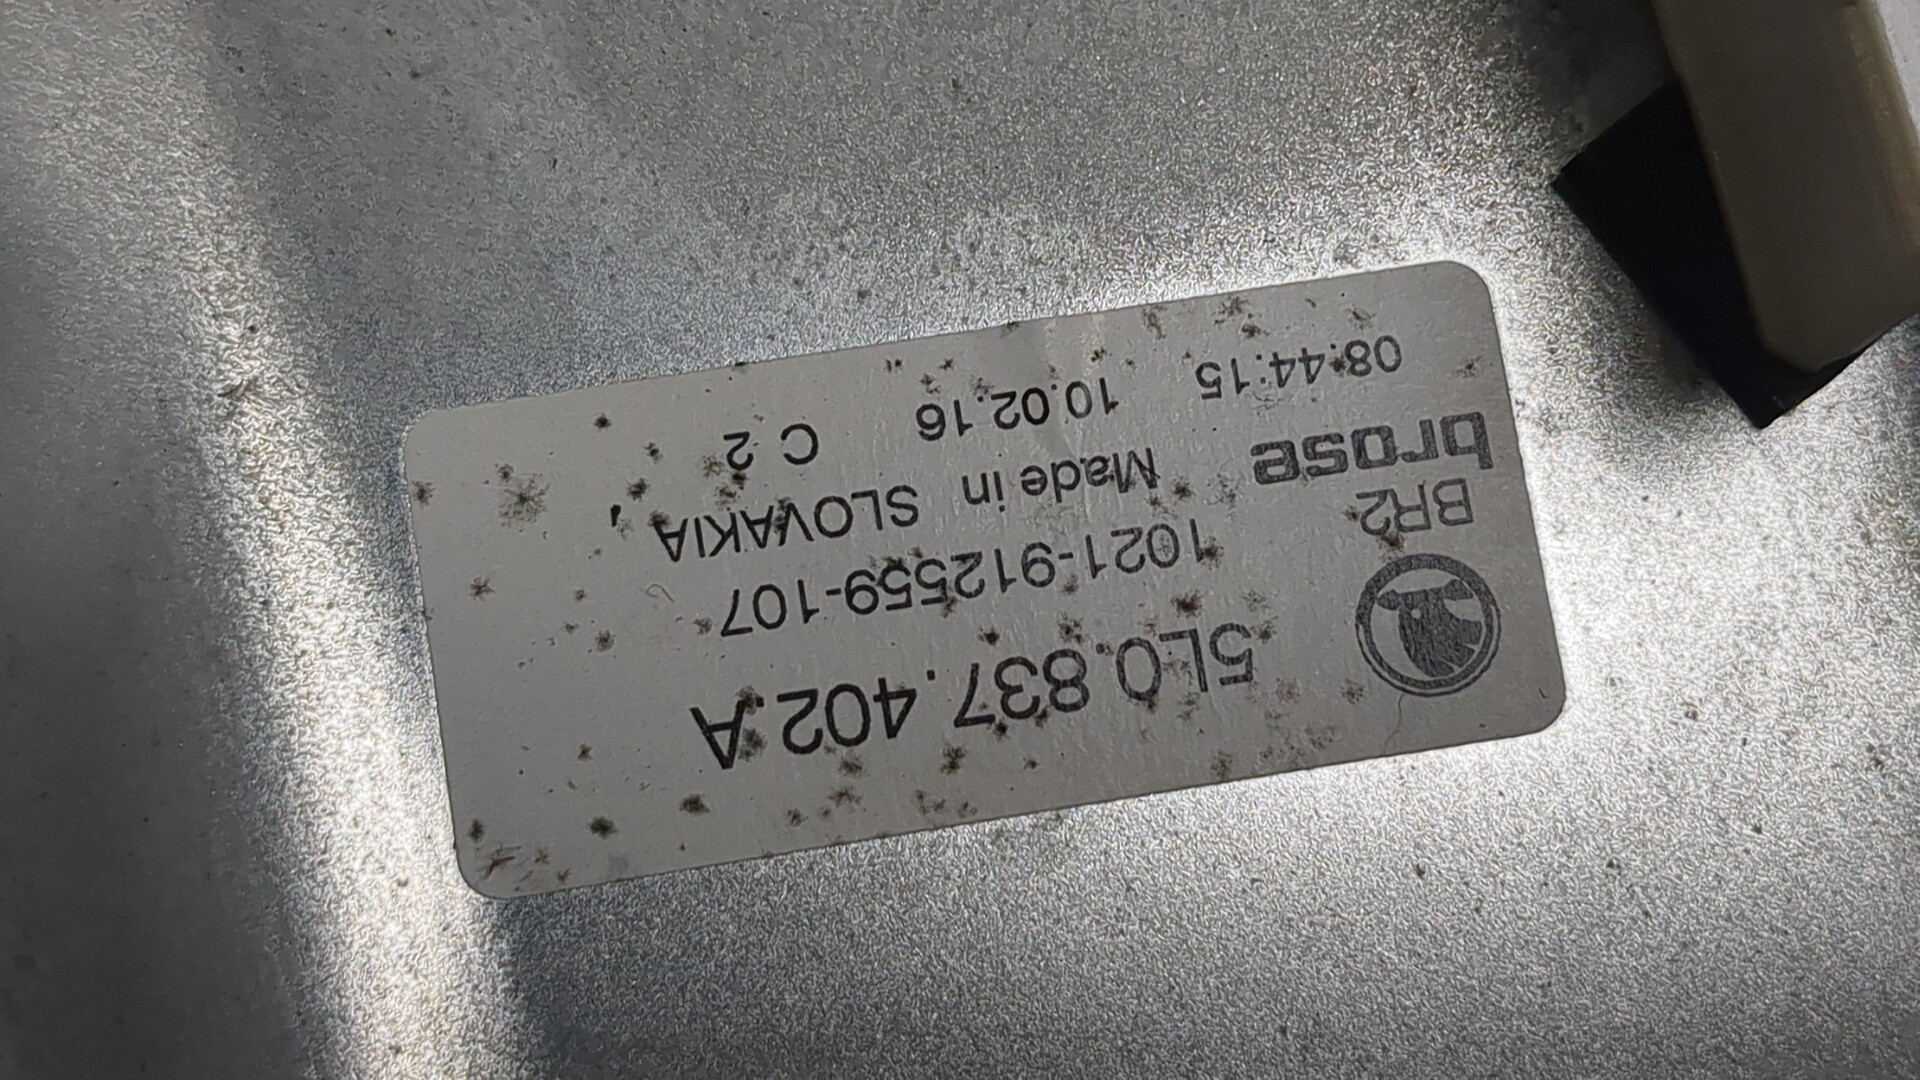 5L0.837.402.A
1021-912559-107
BR2
Made in SLOVAKIA
brose
08:44:15 10.02.16 C 2